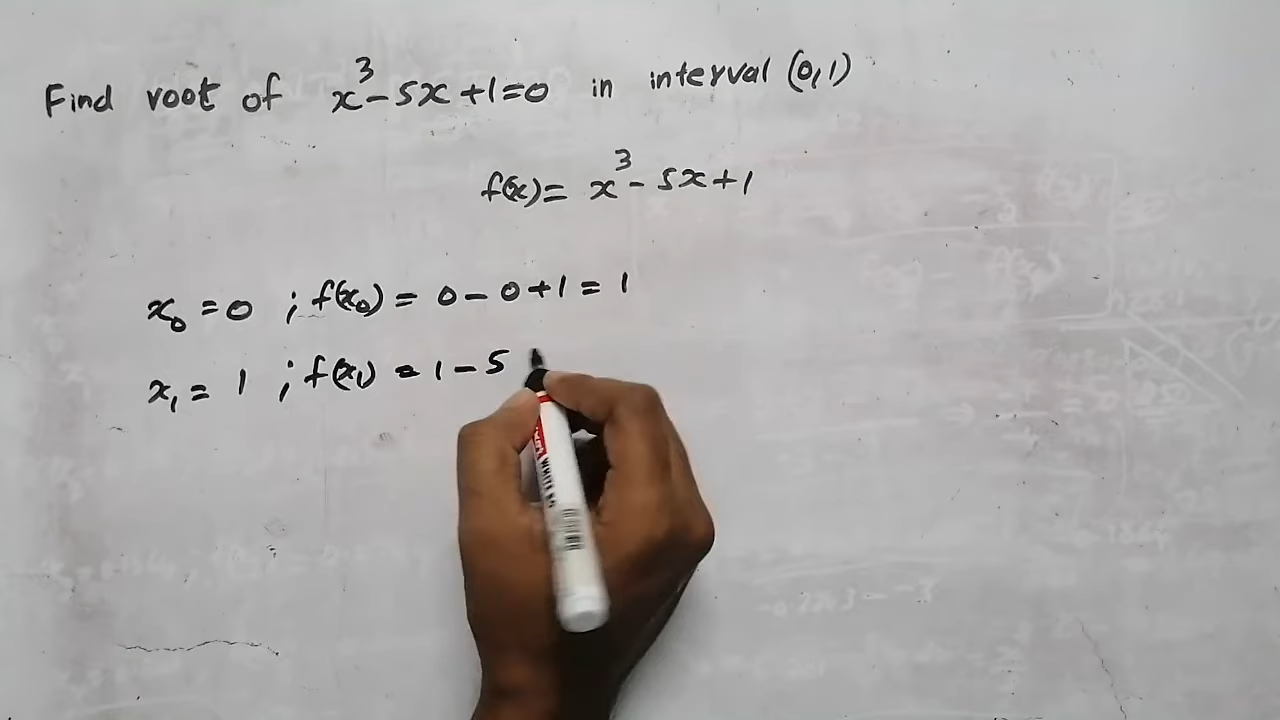 Find root of x³-5x+1=0 in interval (0,1)
f(x)= x³-5x+1
x₀=0 ; f(x₀) = 0-0+1 = 1
x₁= 1 ; f(x₁) = 1-5